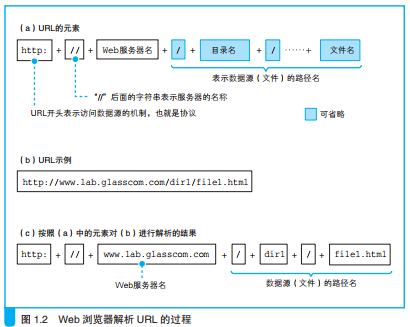 (a)URL的元素
http: + // + Web服务器名 + / + 目录名 + / ……+ 文件名
表示数据源(文件)的路径名
"//"后面的字符串表示服务器的名称
URL开头表示访问数据源的机制,也就是协议
可省略
(b)URL示例
http://www.lab.glasscom.com/dir1/file1.html
(c)按照(a)中的元素对(b)进行解析的结果
http: + // + www.lab.glasscom.com + / + dir1 + / + file1.html
Web服务器名
数据源(文件)的路径名
图 1.2 Web 浏览器解析 URL 的过程